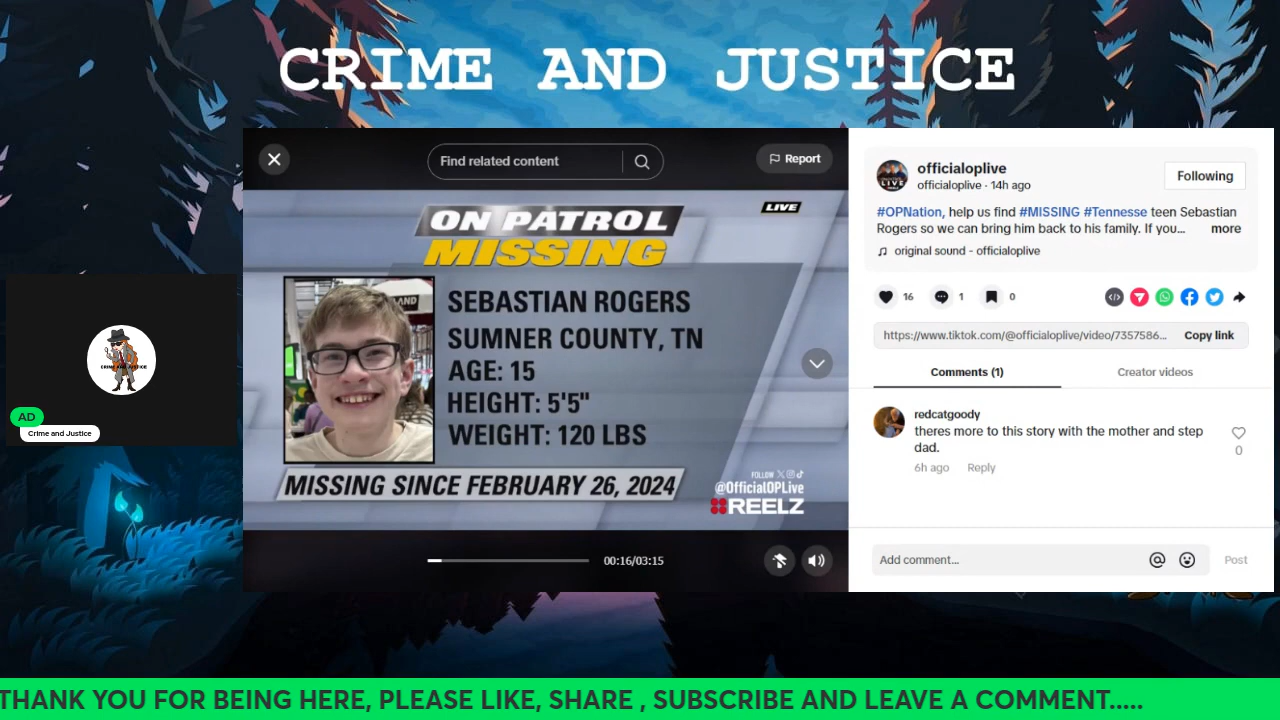 CRIME AND JUSTICE
Find related content
Report
LIVE
ON PATROL
MISSING
SEBASTIAN ROGERS
SUMNER COUNTY, TN
AGE: 15
HEIGHT: 5'5"
WEIGHT: 120 LBS
MISSING SINCE FEBRUARY 26, 2024
FOLLOW
@OfficialOPLive
REELZ
00:16/03:15
officialoplive
officialoplive · 14h ago
Following
#OPNation, help us find #MISSING #Tennesse teen Sebastian
Rogers so we can bring him back to his family. If you... more
original sound - officialoplive
16
1
0
https://www.tiktok.com/@officialoplive/video/7357586... Copy link
Comments (1)
Creator videos
redcatgoody
theres more to this story with the mother and step
dad.
0
6h ago Reply
Add comment...
Post
CRIME AND JUSTICE
AD
Crime and Justice
THANK YOU FOR BEING HERE, PLEASE LIKE, SHARE , SUBSCRIBE AND LEAVE A COMMENT.....